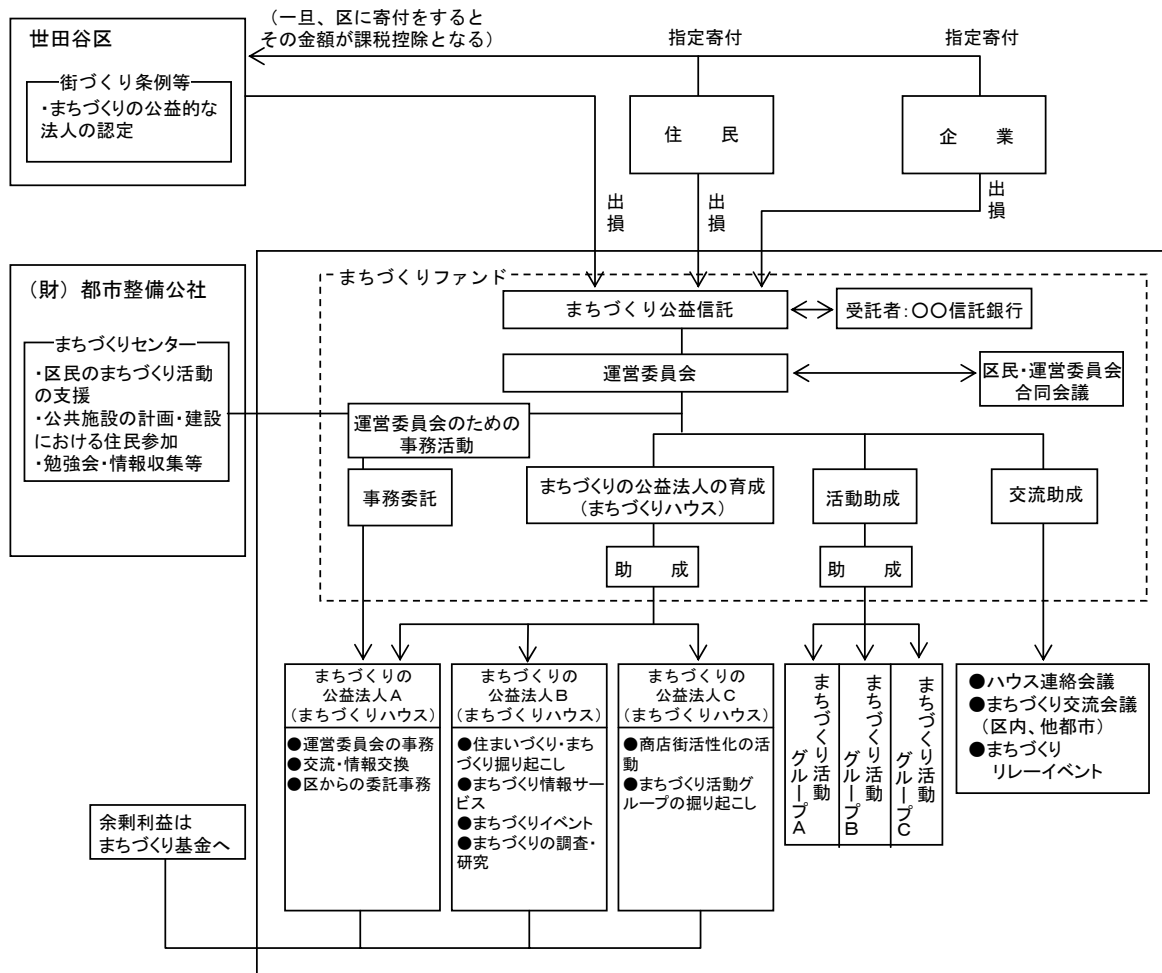 （一旦、区に寄付をすると
その金額が課税控除となる）
指定寄付
指定寄付
世田谷区
街づくり条例等
・まちづくりの公益的な
法人の認定
住　民
企　業
出損
出損
出損
（財）都市整備公社
まちづくりセンター
・区民のまちづくり活動
の支援
・公共施設の計画・建設
における住民参加
・勉強会・情報収集等
まちづくりファンド
まちづくり公益信託
受託者：〇〇信託銀行
運営委員会
区民・運営委員会
合同会議
運営委員会のための
事務活動
事務委託
まちづくりの公益法人の育成
（まちづくりハウス）
活動助成
交流助成
助　成
助　成
まちづくりの
公益法人Ａ
（まちづくりハウス）
●運営委員会の事務
●交流・情報交換
●区からの委託事務
まちづくりの
公益法人Ｂ
（まちづくりハウス）
●住まいづくり・まち
づくり掘り起こし
●まちづくり情報サー
ビス
●まちづくりイベント
●まちづくりの調査・
研究
まちづくりの
公益法人Ｃ
（まちづくりハウス）
●商店街活性化の活
動
●まちづくり活動グ
ループの掘り起こし
まちづくり活動
グループＡ
まちづくり活動
グループＢ
まちづくり活動
グループＣ
●ハウス連絡会議
●まちづくり交流会議
（区内、他都市）
●まちづくり
リレーイベント
余剰利益は
まちづくり基金へ